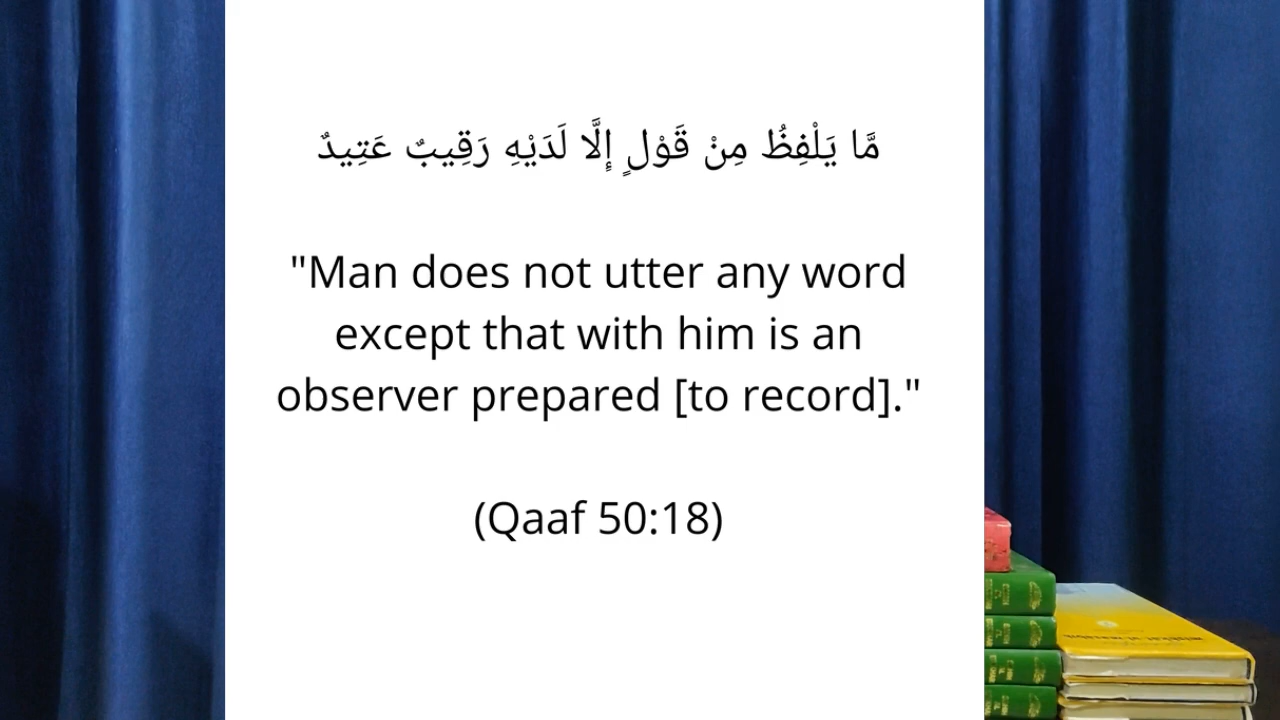 مَّا يَلْفِظُ مِنْ قَوْلٍ إِلَّا لَدَيْهِ رَقِيبٌ عَتِيدٌ
"Man does not utter any word
except that with him is an
observer prepared [to record]."
(Qaaf 50:18)